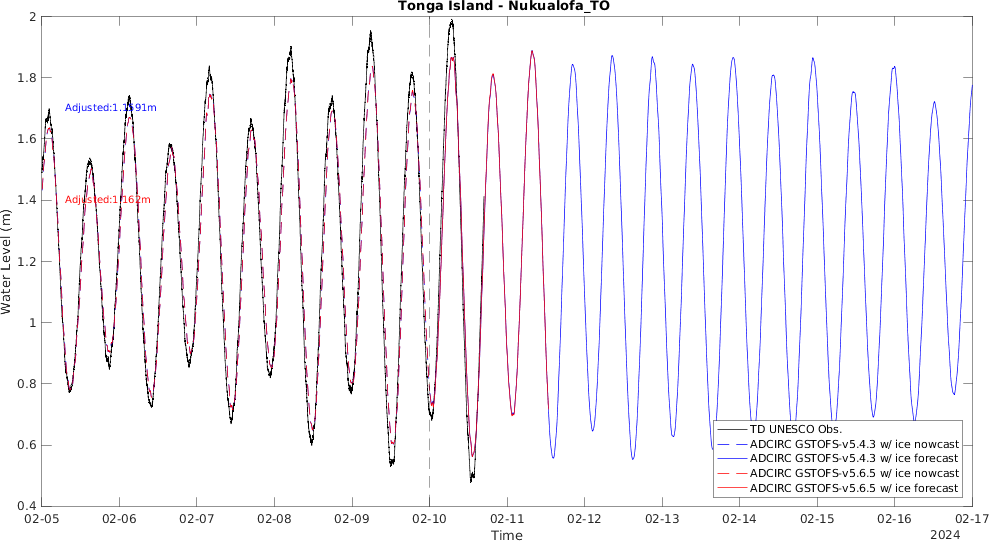 Tonga Island - Nukualofa_TO
2
1.8
1.6
1.4
1.2
1
0.8
0.6
0.4
Water Level (m)
Adjusted:1.1591m
Adjusted:1.162m
TD UNESCO Obs.
ADCIRC GSTOFS-v5.4.3 w/ ice nowcast
ADCIRC GSTOFS-v5.4.3 w/ ice forecast
ADCIRC GSTOFS-v5.6.5 w/ ice nowcast
ADCIRC GSTOFS-v5.6.5 w/ ice forecast
02-05 02-06 02-07 02-08 02-09 02-10 02-11 02-12 02-13 02-14 02-15 02-16 02-17
Time
2024